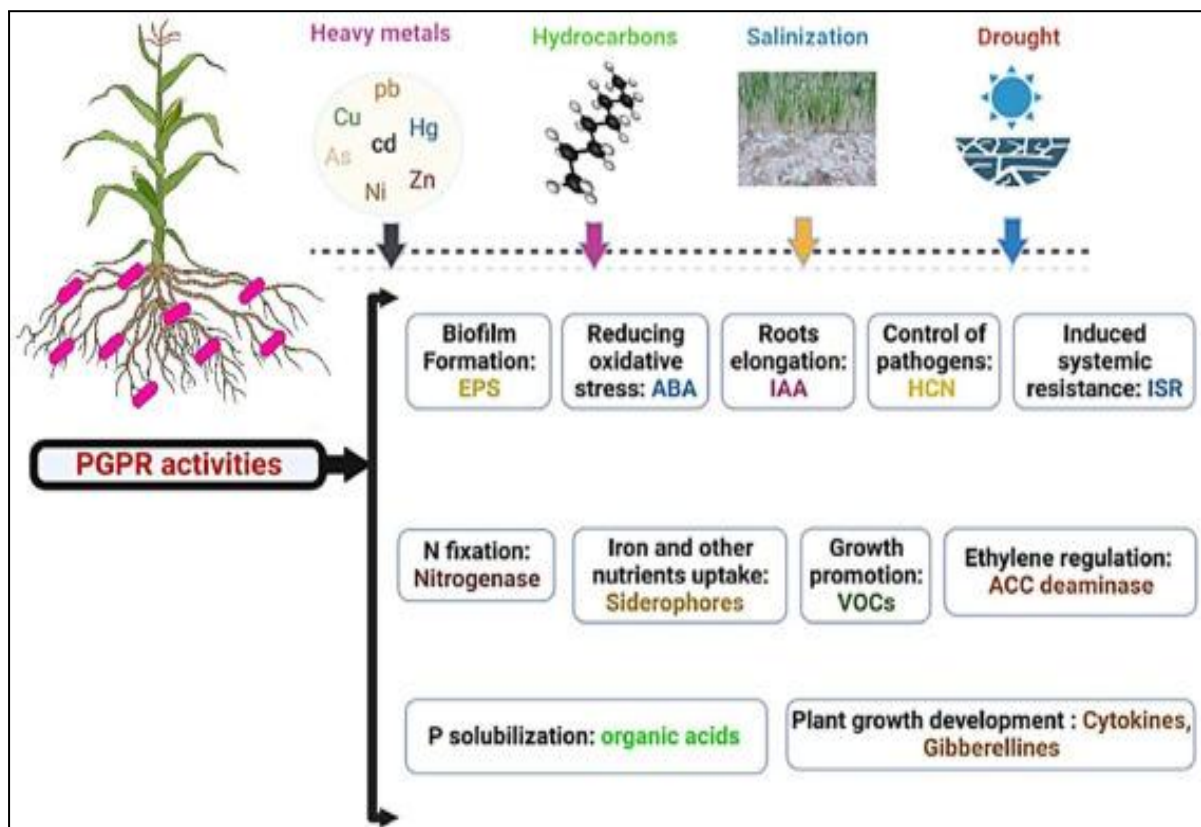 Heavy metals
Hydrocarbons
Salinization
Drought
pb
Cu
Hg
cd
As
Ni
Zn
Biofilm
Formation:
EPS
Reducing
oxidative
stress: ABA
Roots
elongation:
IAA
Control of
pathogens:
HCN
Induced
systemic
resistance: ISR
PGPR activities
N fixation:
Nitrogenase
Iron and other
nutrients uptake:
Siderophores
Growth
promotion:
VOCs
Ethylene regulation:
ACC deaminase
P solubilization: organic acids
Plant growth development : Cytokines,
Gibberellines